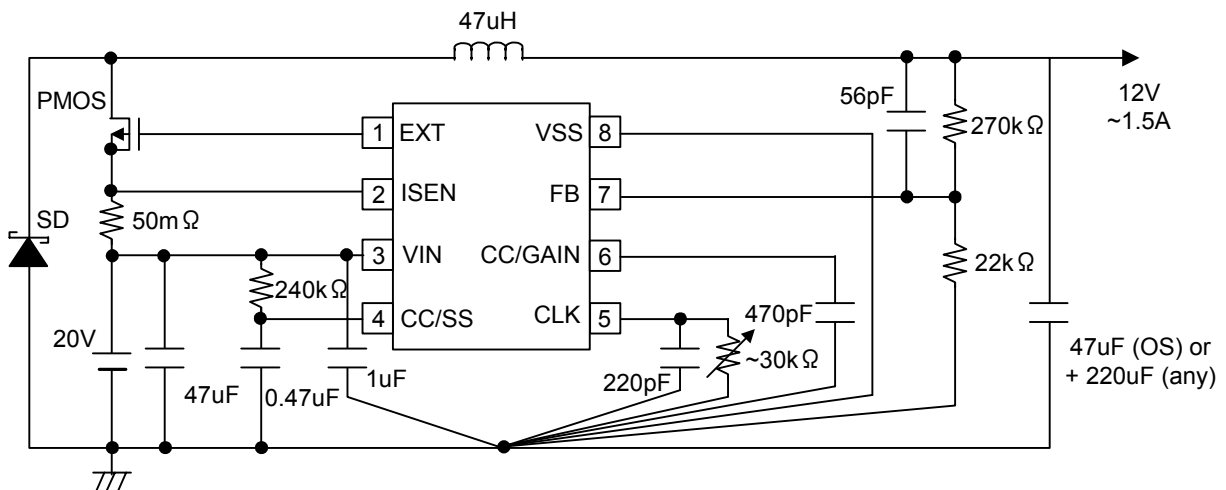 47uH
PMOS
56pF
270kΩ
12V
~1.5A
1 EXT VSS 8
2 ISEN FB 7
SD
50mΩ
3 VIN CC/GAIN 6
240kΩ
22kΩ
4 CC/SS CLK 5
470pF
20V
~30kΩ
47uF
0.47uF
1uF
220pF
47uF (OS) or
+ 220uF (any)